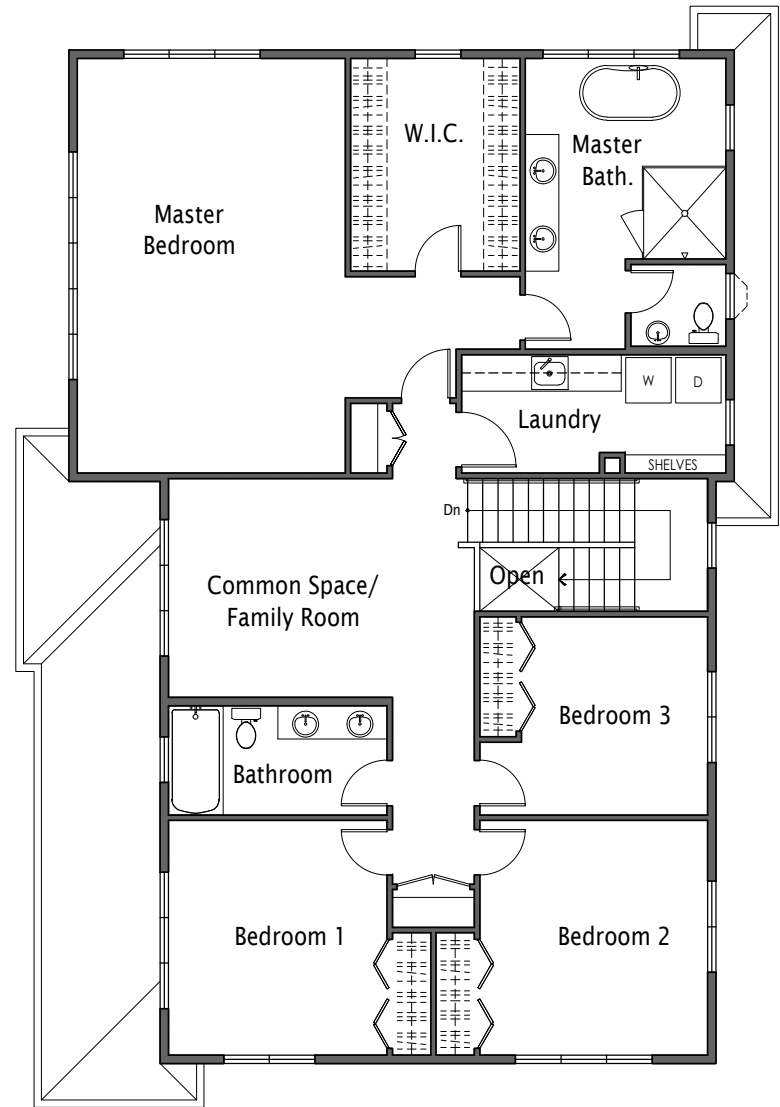 W.I.C.
Master
Bath.
Master
Bedroom
W
D
Laundry
SHELVES
Dn
Open
Common Space/
Family Room
Bedroom 3
Bathroom
Bedroom 1
Bedroom 2